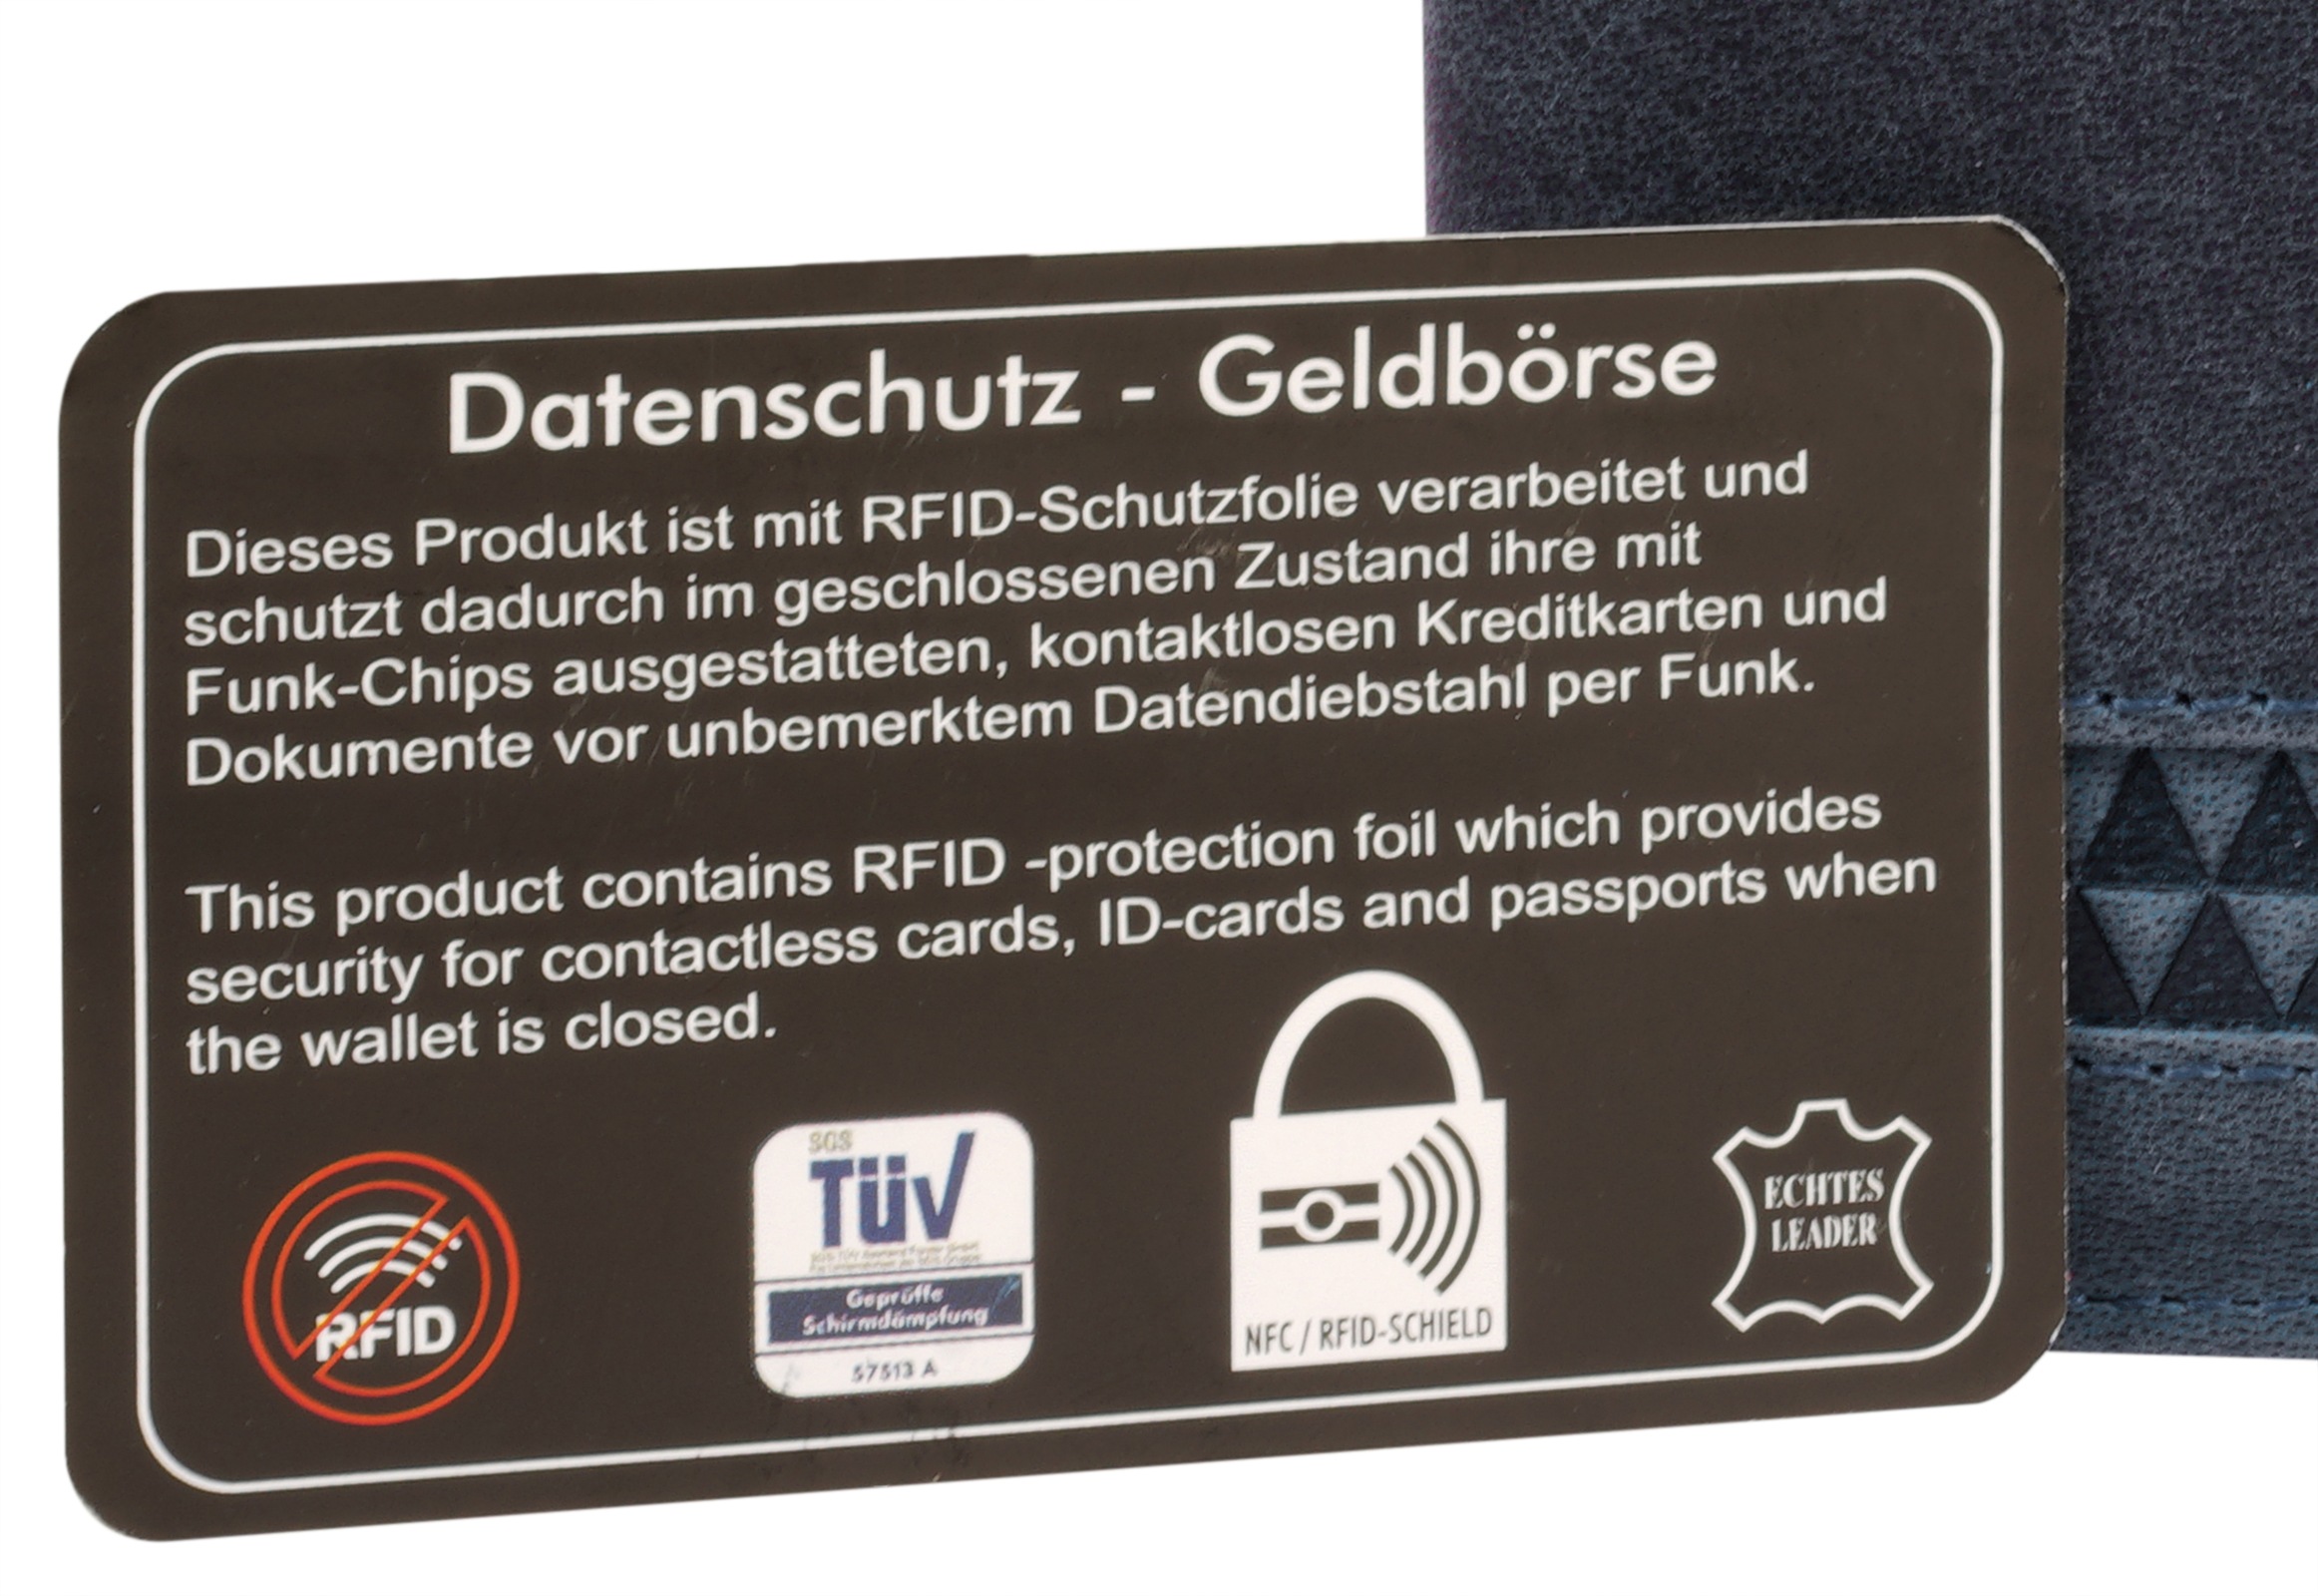 Datenschutz - Geldbörse
Dieses Produkt ist mit RFID-Schutzfolie verarbeitet und
schutzt dadurch im geschlossenen Zustand ihre mit
Funk-Chips ausgestatteten, kontaktlosen Kreditkarten und
Dokumente vor unbemerktem Datendiebstahl per Funk.
This product contains RFID -protection foil which provides
security for contactless cards, ID-cards and passports when
the wallet is closed.
RFID
SGS
TÜV
Geprüfte
Schirmdämpfung
57513 A
NFC / RFID-SCHIELD
ECHTES
LEADER